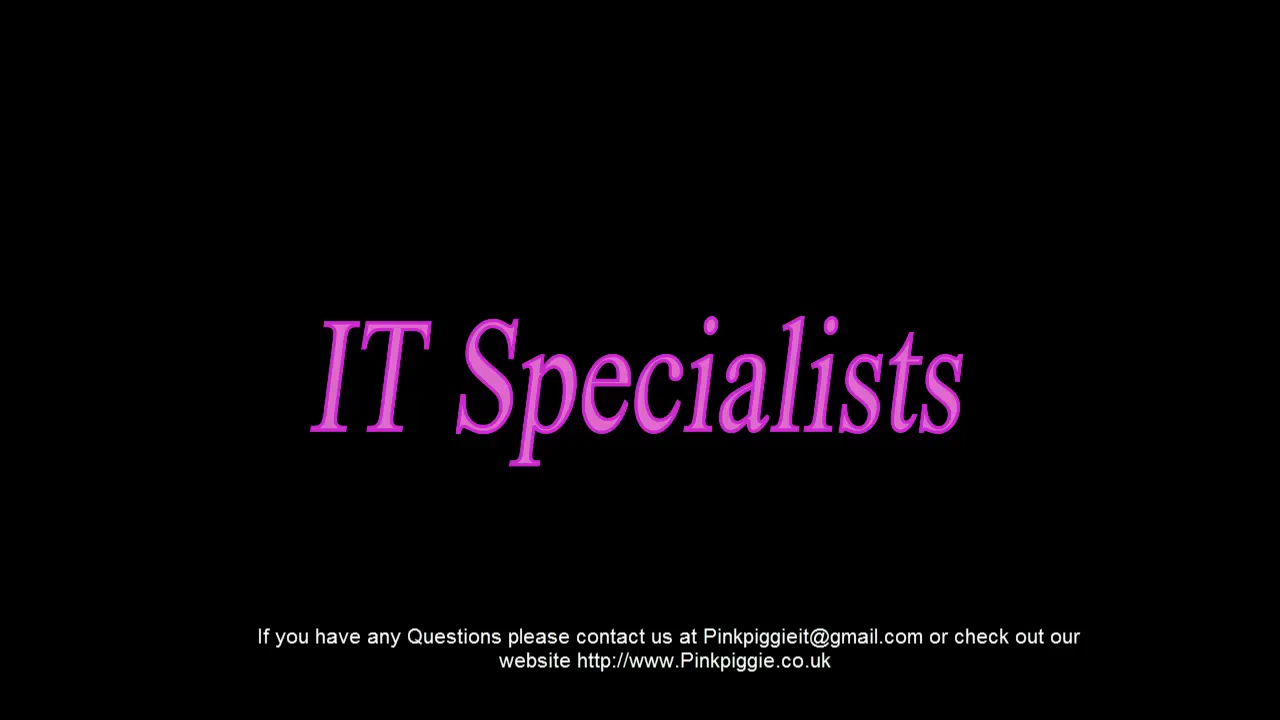 IT Specialists
If you have any Questions please contact us at Pinkpiggieit@gmail.com or check out our
website http://www.Pinkpiggie.co.uk